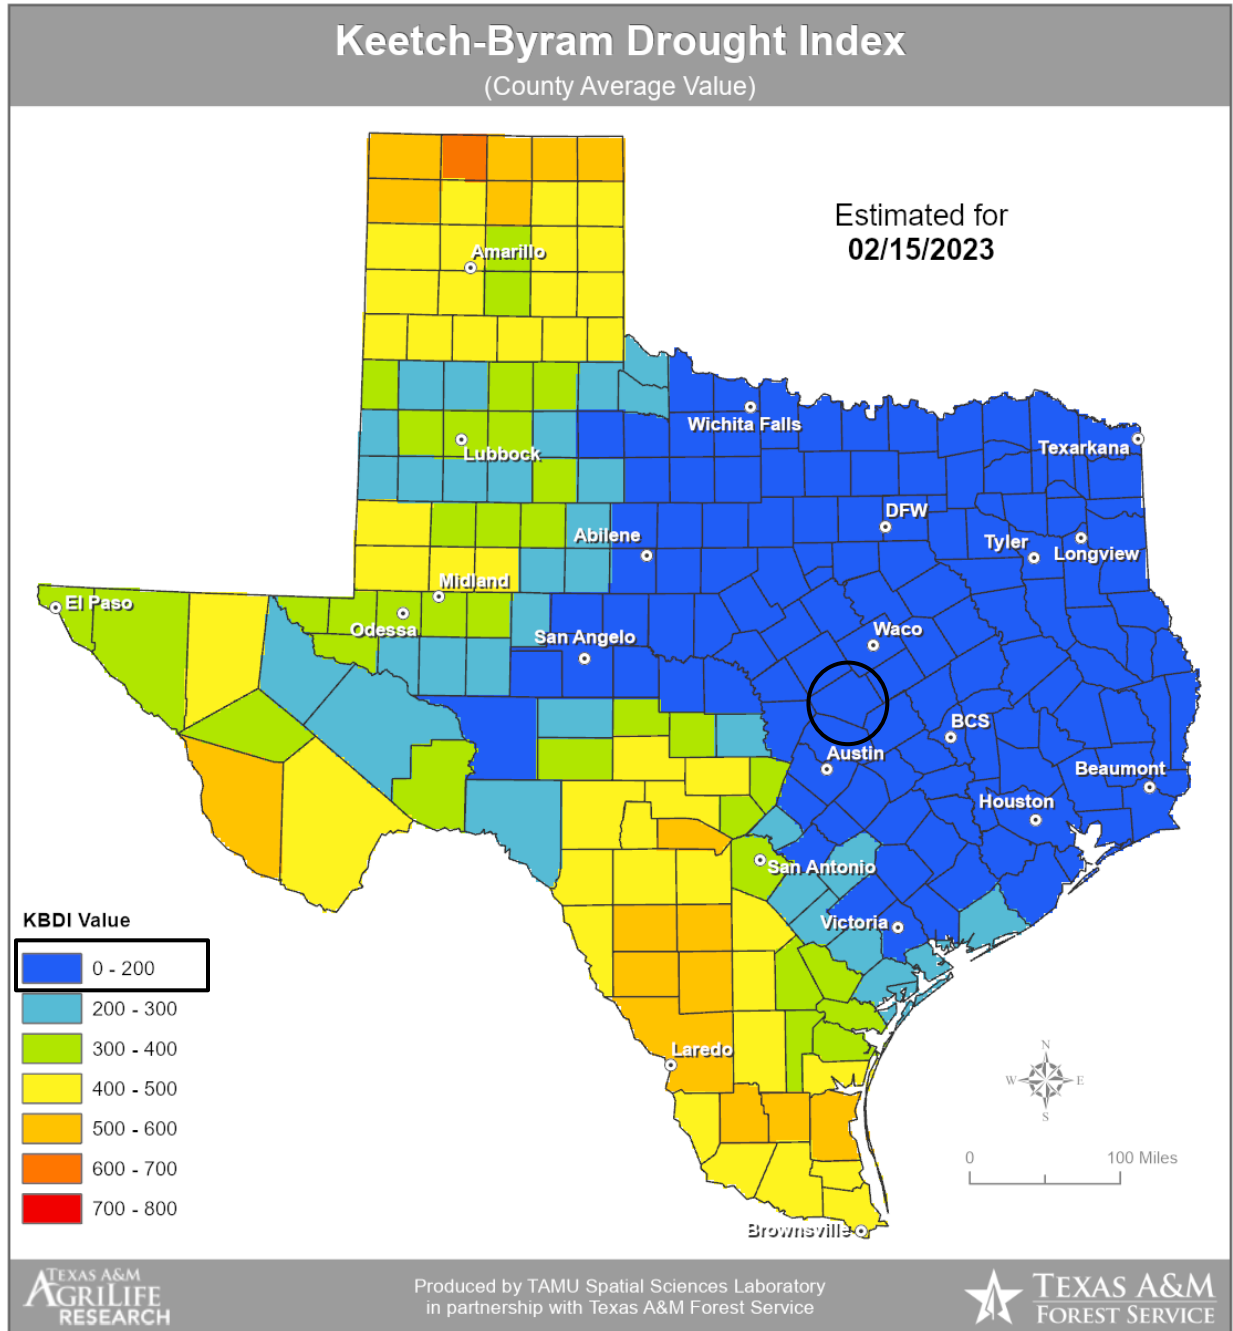 Keetch-Byram Drought Index
(County Average Value)
Estimated for
02/15/2023
Amarillo
Wichita Falls
Texarkana
Lubbock
DFW
Abilene
Tyler
Longview
Midland
El Paso
Odessa
San Angelo
Waco
BCS
Austin
Beaumont
Houston
San Antonio
Victoria
KBDI Value
0 - 200
200 - 300
300 - 400
400 - 500
500 - 600
600 - 700
700 - 800
Laredo
N
W
E
S
0
100 Miles
Brownsville
TEXAS A&M
AGRILIFE
RESEARCH
Produced by TAMU Spatial Sciences Laboratory
in partnership with Texas A&M Forest Service
TEXAS A&M
FOREST SERVICE